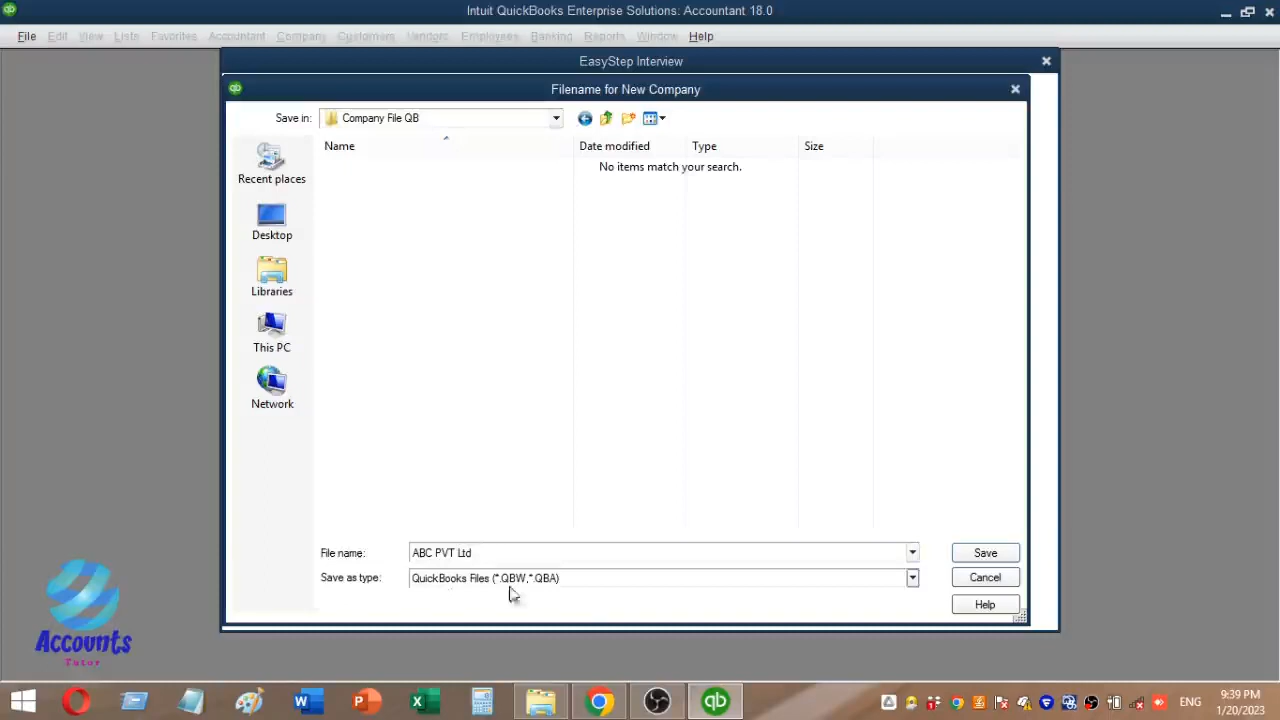 Intuit QuickBooks Enterprise Solutions: Accountant 18.0
File Edit View Lists Favorites Accountant Company Customers Vendors Employees Banking Reports Window Help
EasyStep Interview
Filename for New Company
Save in: Company File QB
Name Date modified Type Size
No items match your search.
Recent places
Desktop
Libraries
This PC
Network
File name: ABC PVT Ltd Save
Save as type: QuickBooks Files (*.QBW,*.QBA) Cancel
Help
Accounts
Tutor
ENG
9:39 PM
1/20/2023